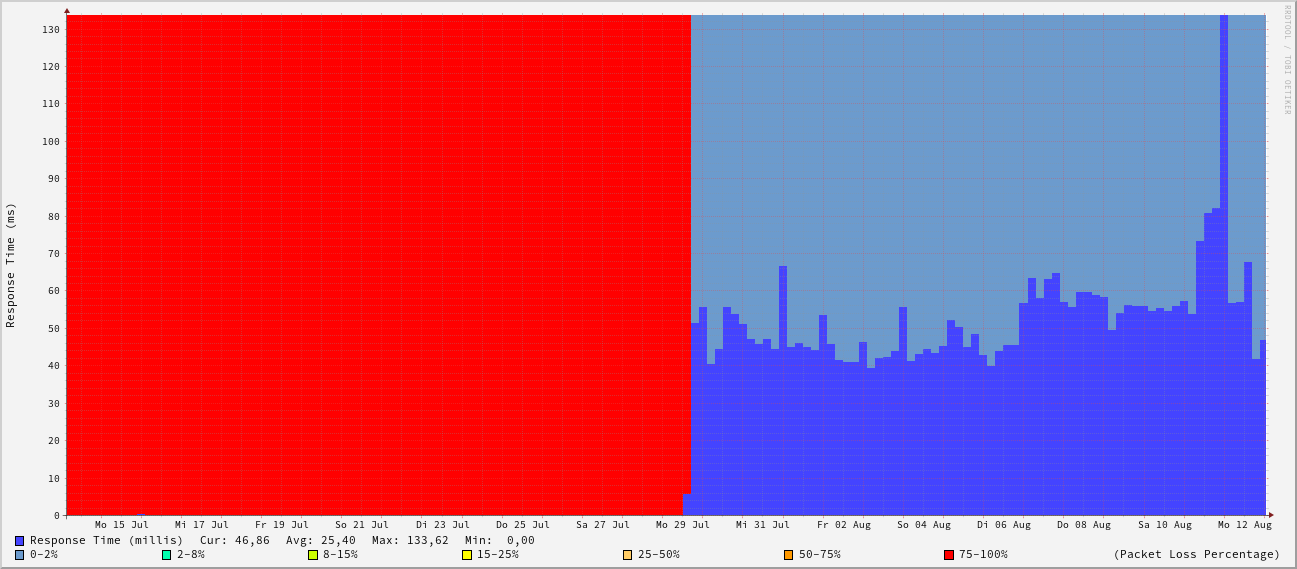 RRDTOOL / TOBI OETIKER
Response Time (ms)
130
120
110
100
90
80
70
60
50
40
30
20
10
0
Mo 15 Jul Mi 17 Jul Fr 19 Jul So 21 Jul Di 23 Jul Do 25 Jul Sa 27 Jul Mo 29 Jul Mi 31 Jul Fr 02 Aug So 04 Aug Di 06 Aug Do 08 Aug Sa 10 Aug Mo 12 Aug
Response Time (millis) Cur: 46,86 Avg: 25,40 Max: 133,62 Min: 0,00
0-2% 2-8% 8-15% 15-25% 25-50% 50-75% 75-100% (Packet Loss Percentage)